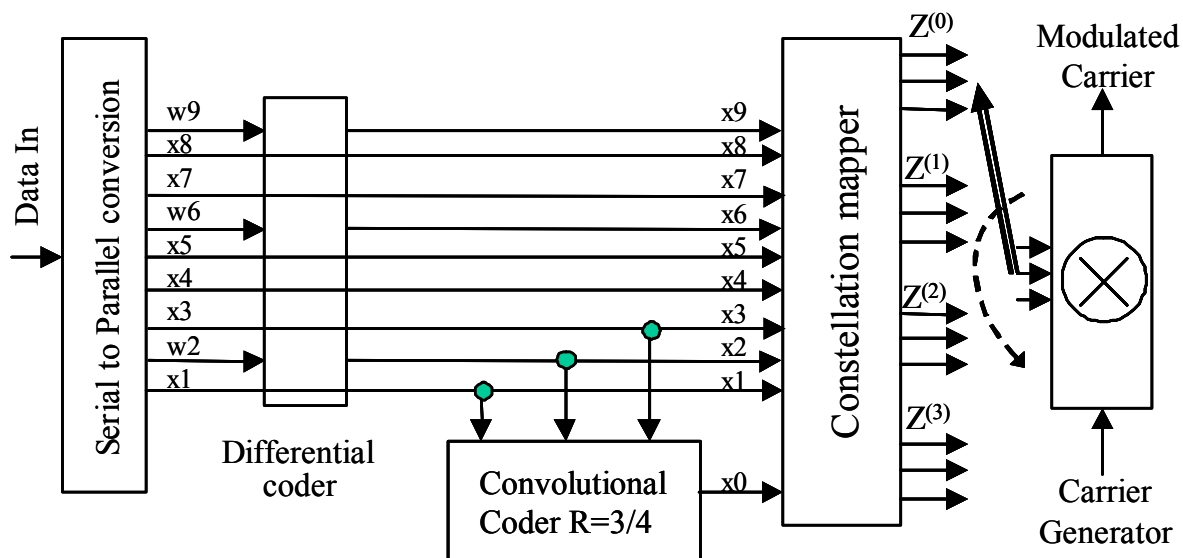 Data In
Serial to Parallel conversion
w9
x8
x7
w6
x5
x4
x3
w2
x1
Differential
coder
x9
x8
x7
x6
x5
x4
x3
x2
x1
Convolutional
Coder R=3/4
x0
Constellation mapper
Z(0)
Z(1)
Z(2)
Z(3)
Modulated
Carrier
Carrier
Generator